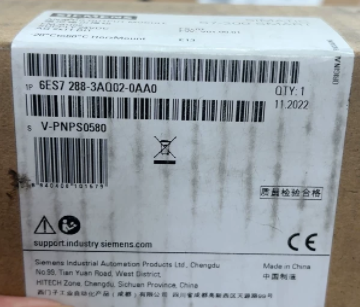 SIEMENS
1P 6ES7 288-3AQ02-0AA0
QTY: 1
11.2022
S V-PNPS0580
质量检验合格
support.industry siemens.com
Siemens Industrial Automation Products Ltd., Chengdu
No.99, Tian Yuan Road, West District,
HITECH Zone, Chengdu, Sichuan Province, China
CE
Made in China
中国制造